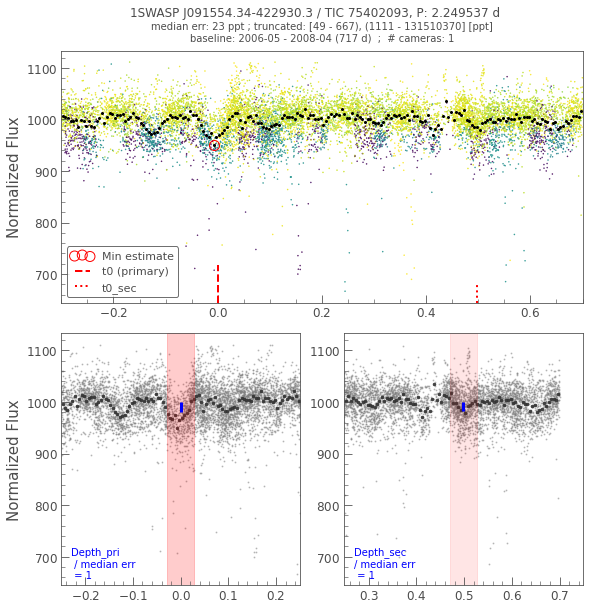 1SWASP J091554.34-422930.3 / TIC 75402093, P: 2.249537 d
median err: 23 ppt ; truncated: [49 - 667), (1111 - 131510370] [ppt]
baseline: 2006-05 - 2008-04 (717 d)  ;  # cameras: 1
Normalized Flux
1100
1000
900
800
700
Min estimate
t0 (primary)
t0_sec
−0.2
0.0
0.2
0.4
0.6
Normalized Flux
1100
1000
900
800
700
Depth_pri
/ median err
= 1
−0.2
−0.1
0.0
0.1
0.2
1100
1000
900
800
700
Depth_sec
/ median err
= 1
0.3
0.4
0.5
0.6
0.7